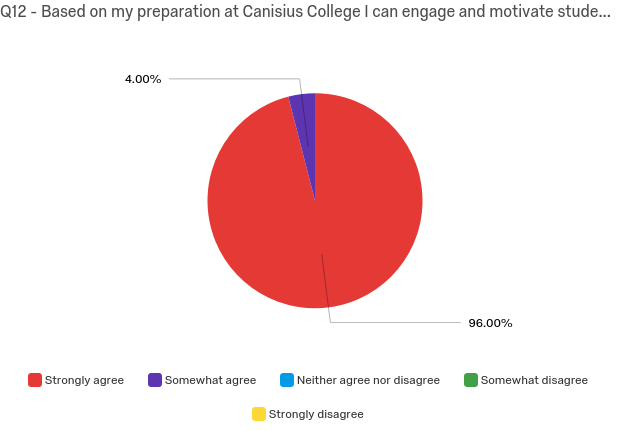 Q12 - Based on my preparation at Canisius College I can engage and motivate stude...
4.00%
96.00%
Strongly agree
Somewhat agree
Neither agree nor disagree
Somewhat disagree
Strongly disagree